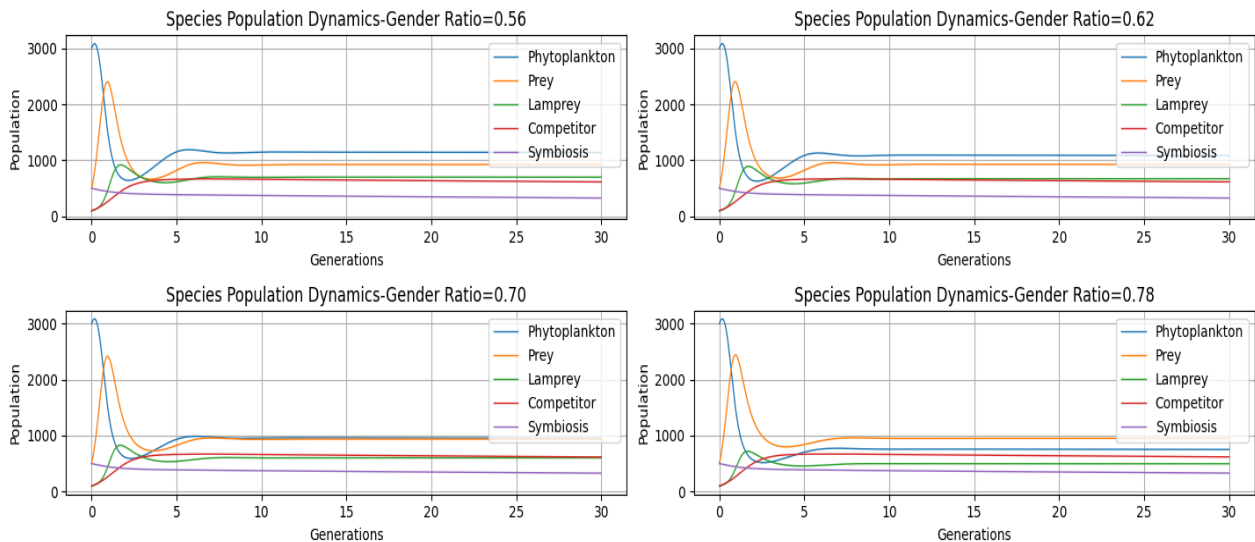 Species Population Dynamics-Gender Ratio=0.56
3000
2000
1000
0
Population
Phytoplankton
Prey
Lamprey
Competitor
Symbiosis
0 5 10 15 20 25 30
Generations
Species Population Dynamics-Gender Ratio=0.62
3000
2000
1000
0
Population
Phytoplankton
Prey
Lamprey
Competitor
Symbiosis
0 5 10 15 20 25 30
Generations
Species Population Dynamics-Gender Ratio=0.70
3000
2000
1000
0
Population
Phytoplankton
Prey
Lamprey
Competitor
Symbiosis
0 5 10 15 20 25 30
Generations
Species Population Dynamics-Gender Ratio=0.78
3000
2000
1000
0
Population
Phytoplankton
Prey
Lamprey
Competitor
Symbiosis
0 5 10 15 20 25 30
Generations